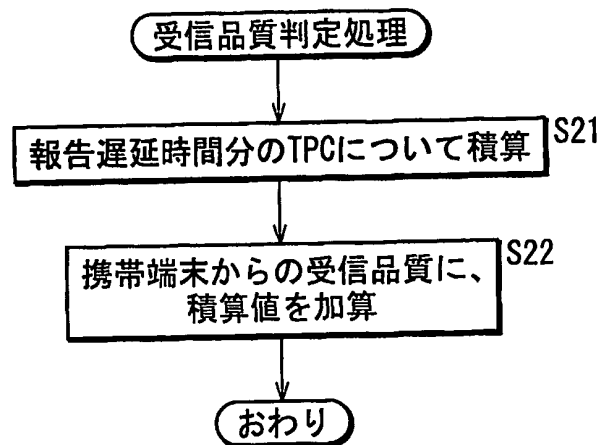 受信品質判定処理
報告遅延時間分のTPCについて積算
S21
携帯端末からの受信品質に、
積算値を加算
S22
おわり